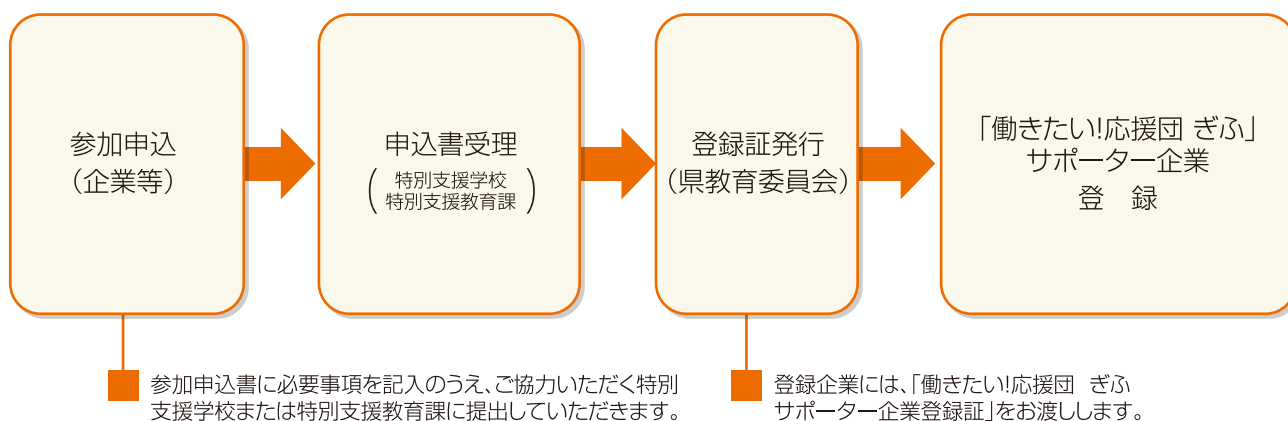 参加申込
（企業等）
申込書受理
（特別支援学校
特別支援教育課）
登録証発行
（県教育委員会）
「働きたい!応援団 ぎふ」
サポーター企業
登　録
参加申込書に必要事項を記入のうえ、ご協力いただく特別
支援学校または特別支援教育課に提出していただきます。
登録企業には、「働きたい!応援団　ぎふ
サポーター企業登録証」をお渡しします。